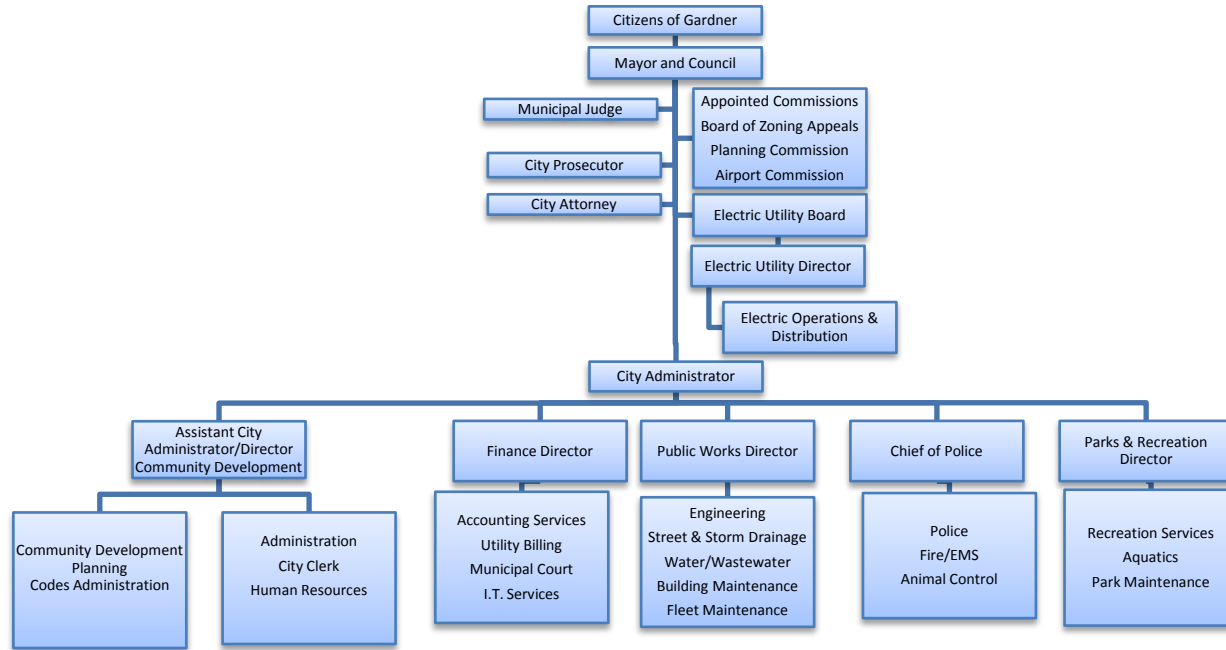 Citizens of Gardner
Mayor and Council
Municipal Judge
Appointed Commissions
Board of Zoning Appeals
Planning Commission
Airport Commission
City Prosecutor
City Attorney
Electric Utility Board
Electric Utility Director
Electric Operations &
Distribution
City Administrator
Assistant City
Administrator/Director
Community Development
Finance Director
Public Works Director
Chief of Police
Parks & Recreation
Director
Community Development
Planning
Codes Administration
Administration
City Clerk
Human Resources
Accounting Services
Utility Billing
Municipal Court
I.T. Services
Engineering
Street & Storm Drainage
Water/Wastewater
Building Maintenance
Fleet Maintenance
Police
Fire/EMS
Animal Control
Recreation Services
Aquatics
Park Maintenance